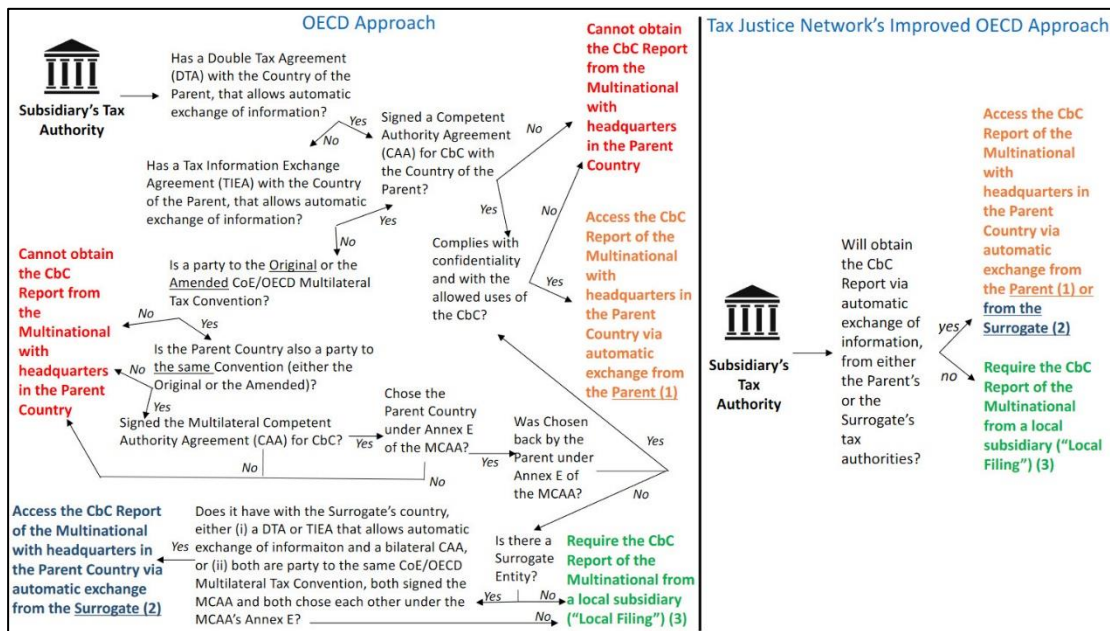 OECD Approach
Subsidiary's Tax
Authority
Has a Double Tax Agreement
(DTA) with the Country of the
Parent, that allows automatic
exchange of information?
Yes
No
Signed a Competent
Authority Agreement
(CAA) for CbC with
the Country of the
Parent?
No
Cannot obtain
the CbC Report
from the
Multinational
with
headquarters
in the Parent
Country
Has a Tax Information Exchange
Agreement (TIEA) with the Country
of the Parent, that allows automatic
exchange of information?
Yes
No
Yes
No
Complies with
confidentiality
and with the
allowed uses of
the CbC?
Yes
Access the CbC
Report of the
Multinational
with
headquarters in
the Parent
Country via
automatic
exchange from
the Parent (1)
Is a party to the Original or the
Amended CoE/OECD Multilateral
Tax Convention?
No
Yes
Cannot obtain
the CbC
Report from
the
Multinational
with
headquarters
in the Parent
Country
Is the Parent Country also a party to
the same Convention (either the
Original or the Amended)?
No
Yes
Signed the Multilateral Competent
Authority Agreement (CAA) for CbC?
Yes
No
Chose the
Parent Country
under Annex E
of the MCAA?
Yes
No
Was Chosen
back by the
Parent under
Annex E of
the MCAA?
Yes
No
Is there a
Surrogate
Entity?
Yes
No
Does it have with the Surrogate's country,
either (i) a DTA or TIEA that allows automatic
exchange of informaiton and a bilateral CAA,
or (ii) both are party to the same CoE/OECD
Multilateral Tax Convention, both signed the
MCAA and both chose each other under the
MCAA's Annex E?
Yes
No
Access the CbC Report
of the Multinational
with headquarters in
the Parent Country via
automatic exchange
from the Surrogate (2)
Require the CbC
Report of the
Multinational from
a local subsidiary
("Local Filing") (3)
Tax Justice Network's Improved OECD Approach
Subsidiary's
Tax
Authority
Will obtain
the CbC
Report via
automatic
exchange of
information,
from either
the Parent's
or the
Surrogate's
tax
authorities?
yes
no
Access the CbC
Report of the
Multinational
with
headquarters in
the Parent
Country via
automatic
exchange from
the Parent (1) or
from the
Surrogate (2)
Require the CbC
Report of the
Multinational
from a local
subsidiary
("Local
Filing") (3)